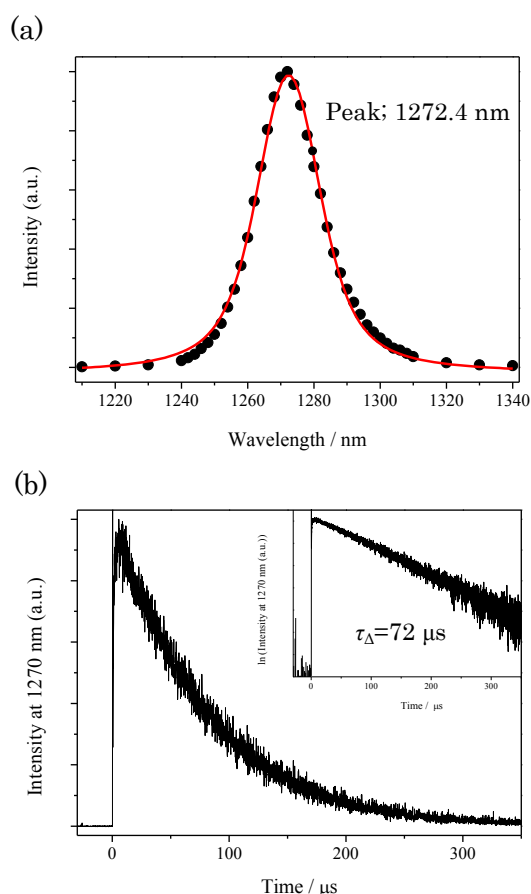 (a)
Peak; 1272.4 nm
Intensity (a.u.)
1220 1240 1260 1280 1300 1320 1340
Wavelength / nm
(b)
ln (Intensity at 1270 nm (a.u.))
τΔ=72 μs
0 100 200 300
Time / μs
Intensity at 1270 nm (a.u.)
0 100 200 300
Time / μs